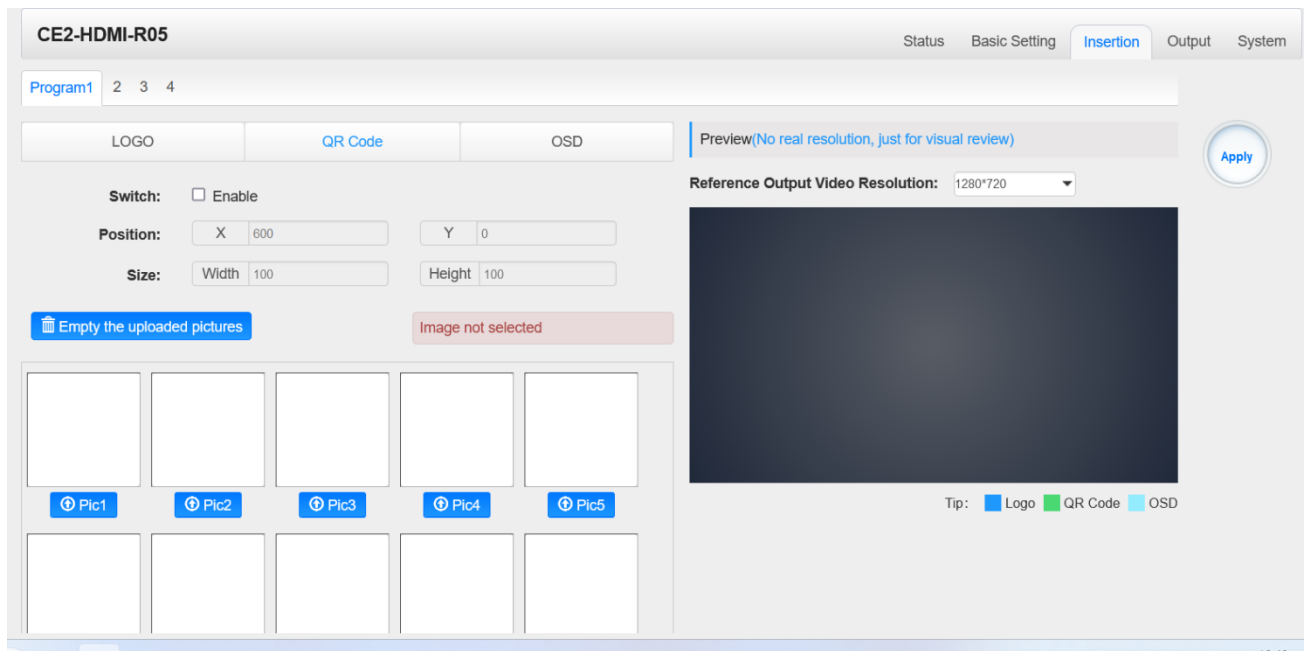 CE2-HDMI-R05
Status Basic Setting Insertion Output System
Program1 2 3 4
LOGO QR Code OSD
Switch: Enable
Position: X 600 Y 0
Size: Width 100 Height 100
Empty the uploaded pictures Image not selected
Pic1 Pic2 Pic3 Pic4 Pic5
Preview(No real resolution, just for visual review)
Reference Output Video Resolution: 1280*720
Tip: Logo QR Code OSD
Apply